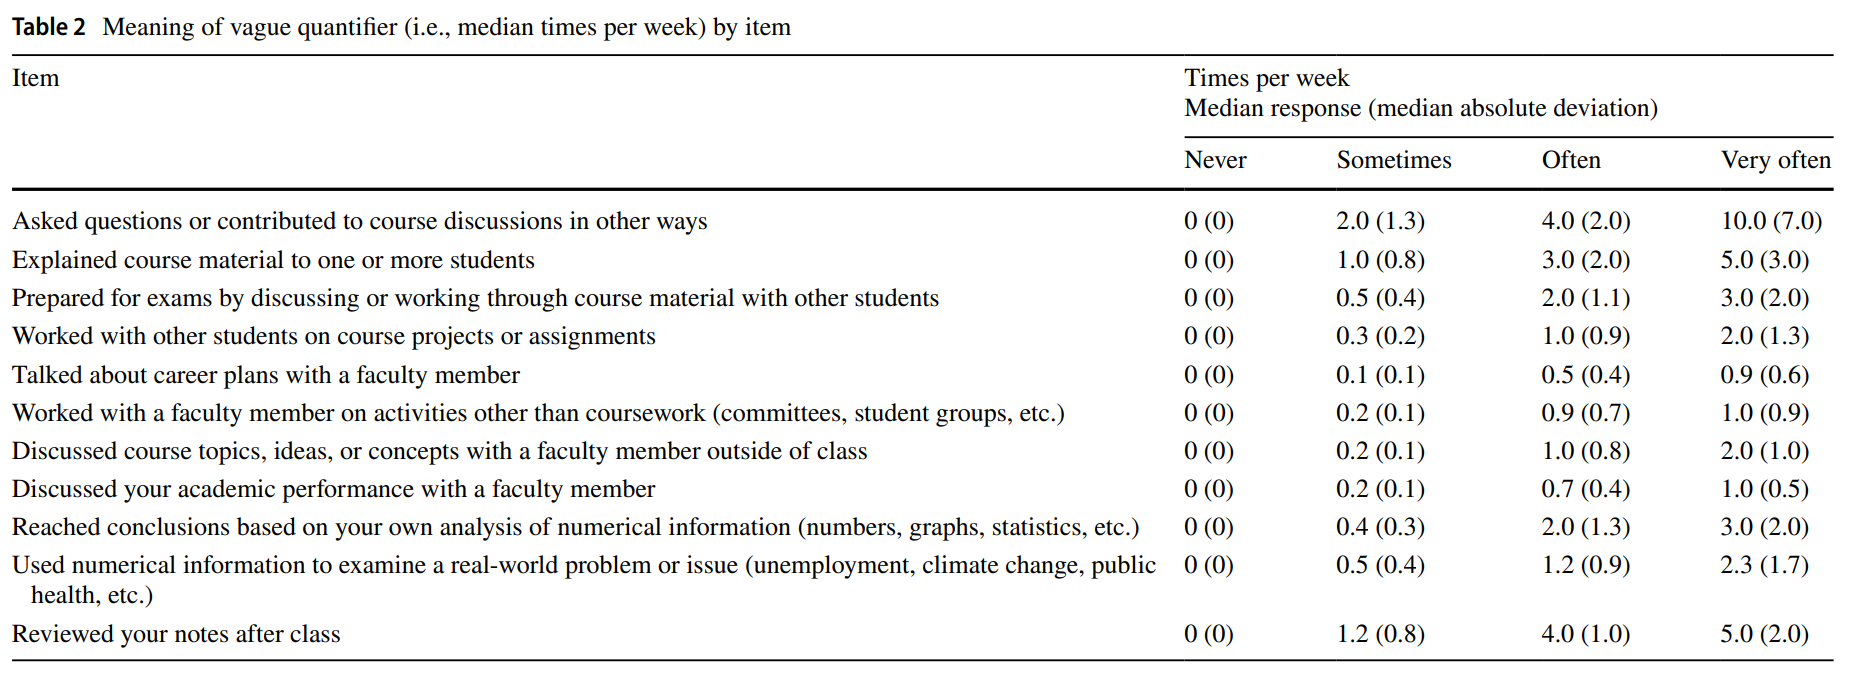 Table 2 Meaning of vague quantifier (i.e., median times per week) by item
Item Times per week
Median response (median absolute deviation)
Never Sometimes Often Very often
Asked questions or contributed to course discussions in other ways 0 (0) 2.0 (1.3) 4.0 (2.0) 10.0 (7.0)
Explained course material to one or more students 0 (0) 1.0 (0.8) 3.0 (2.0) 5.0 (3.0)
Prepared for exams by discussing or working through course material with other students 0 (0) 0.5 (0.4) 2.0 (1.1) 3.0 (2.0)
Worked with other students on course projects or assignments 0 (0) 0.3 (0.2) 1.0 (0.9) 2.0 (1.3)
Talked about career plans with a faculty member 0 (0) 0.1 (0.1) 0.5 (0.4) 0.9 (0.6)
Worked with a faculty member on activities other than coursework (committees, student groups, etc.) 0 (0) 0.2 (0.1) 0.9 (0.7) 1.0 (0.9)
Discussed course topics, ideas, or concepts with a faculty member outside of class 0 (0) 0.2 (0.1) 1.0 (0.8) 2.0 (1.0)
Discussed your academic performance with a faculty member 0 (0) 0.2 (0.1) 0.7 (0.4) 1.0 (0.5)
Reached conclusions based on your own analysis of numerical information (numbers, graphs, statistics, etc.) 0 (0) 0.4 (0.3) 2.0 (1.3) 3.0 (2.0)
Used numerical information to examine a real-world problem or issue (unemployment, climate change, public 0 (0) 0.5 (0.4) 1.2 (0.9) 2.3 (1.7)
health, etc.)
Reviewed your notes after class 0 (0) 1.2 (0.8) 4.0 (1.0) 5.0 (2.0)